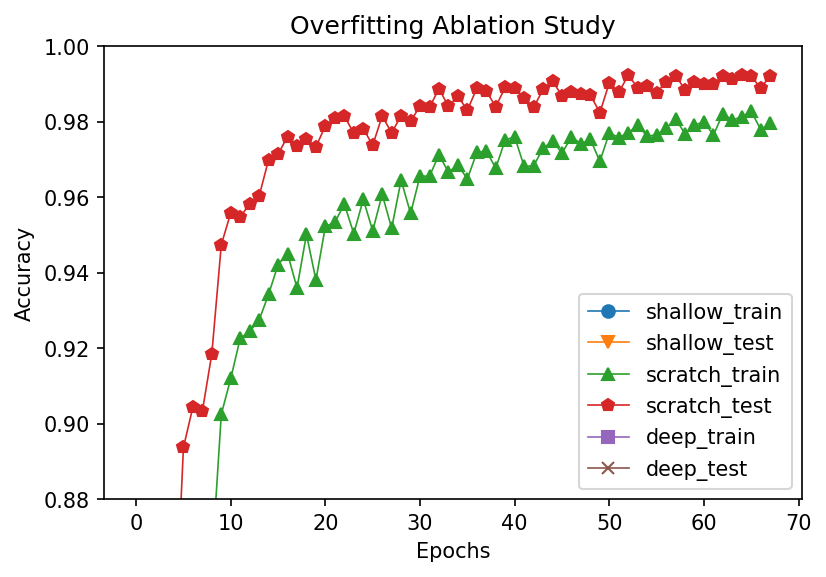 Overfitting Ablation Study
1.00
0.98
0.96
0.94
0.92
0.90
0.88
Accuracy
shallow_train
shallow_test
scratch_train
scratch_test
deep_train
deep_test
0 10 20 30 40 50 60 70
Epochs